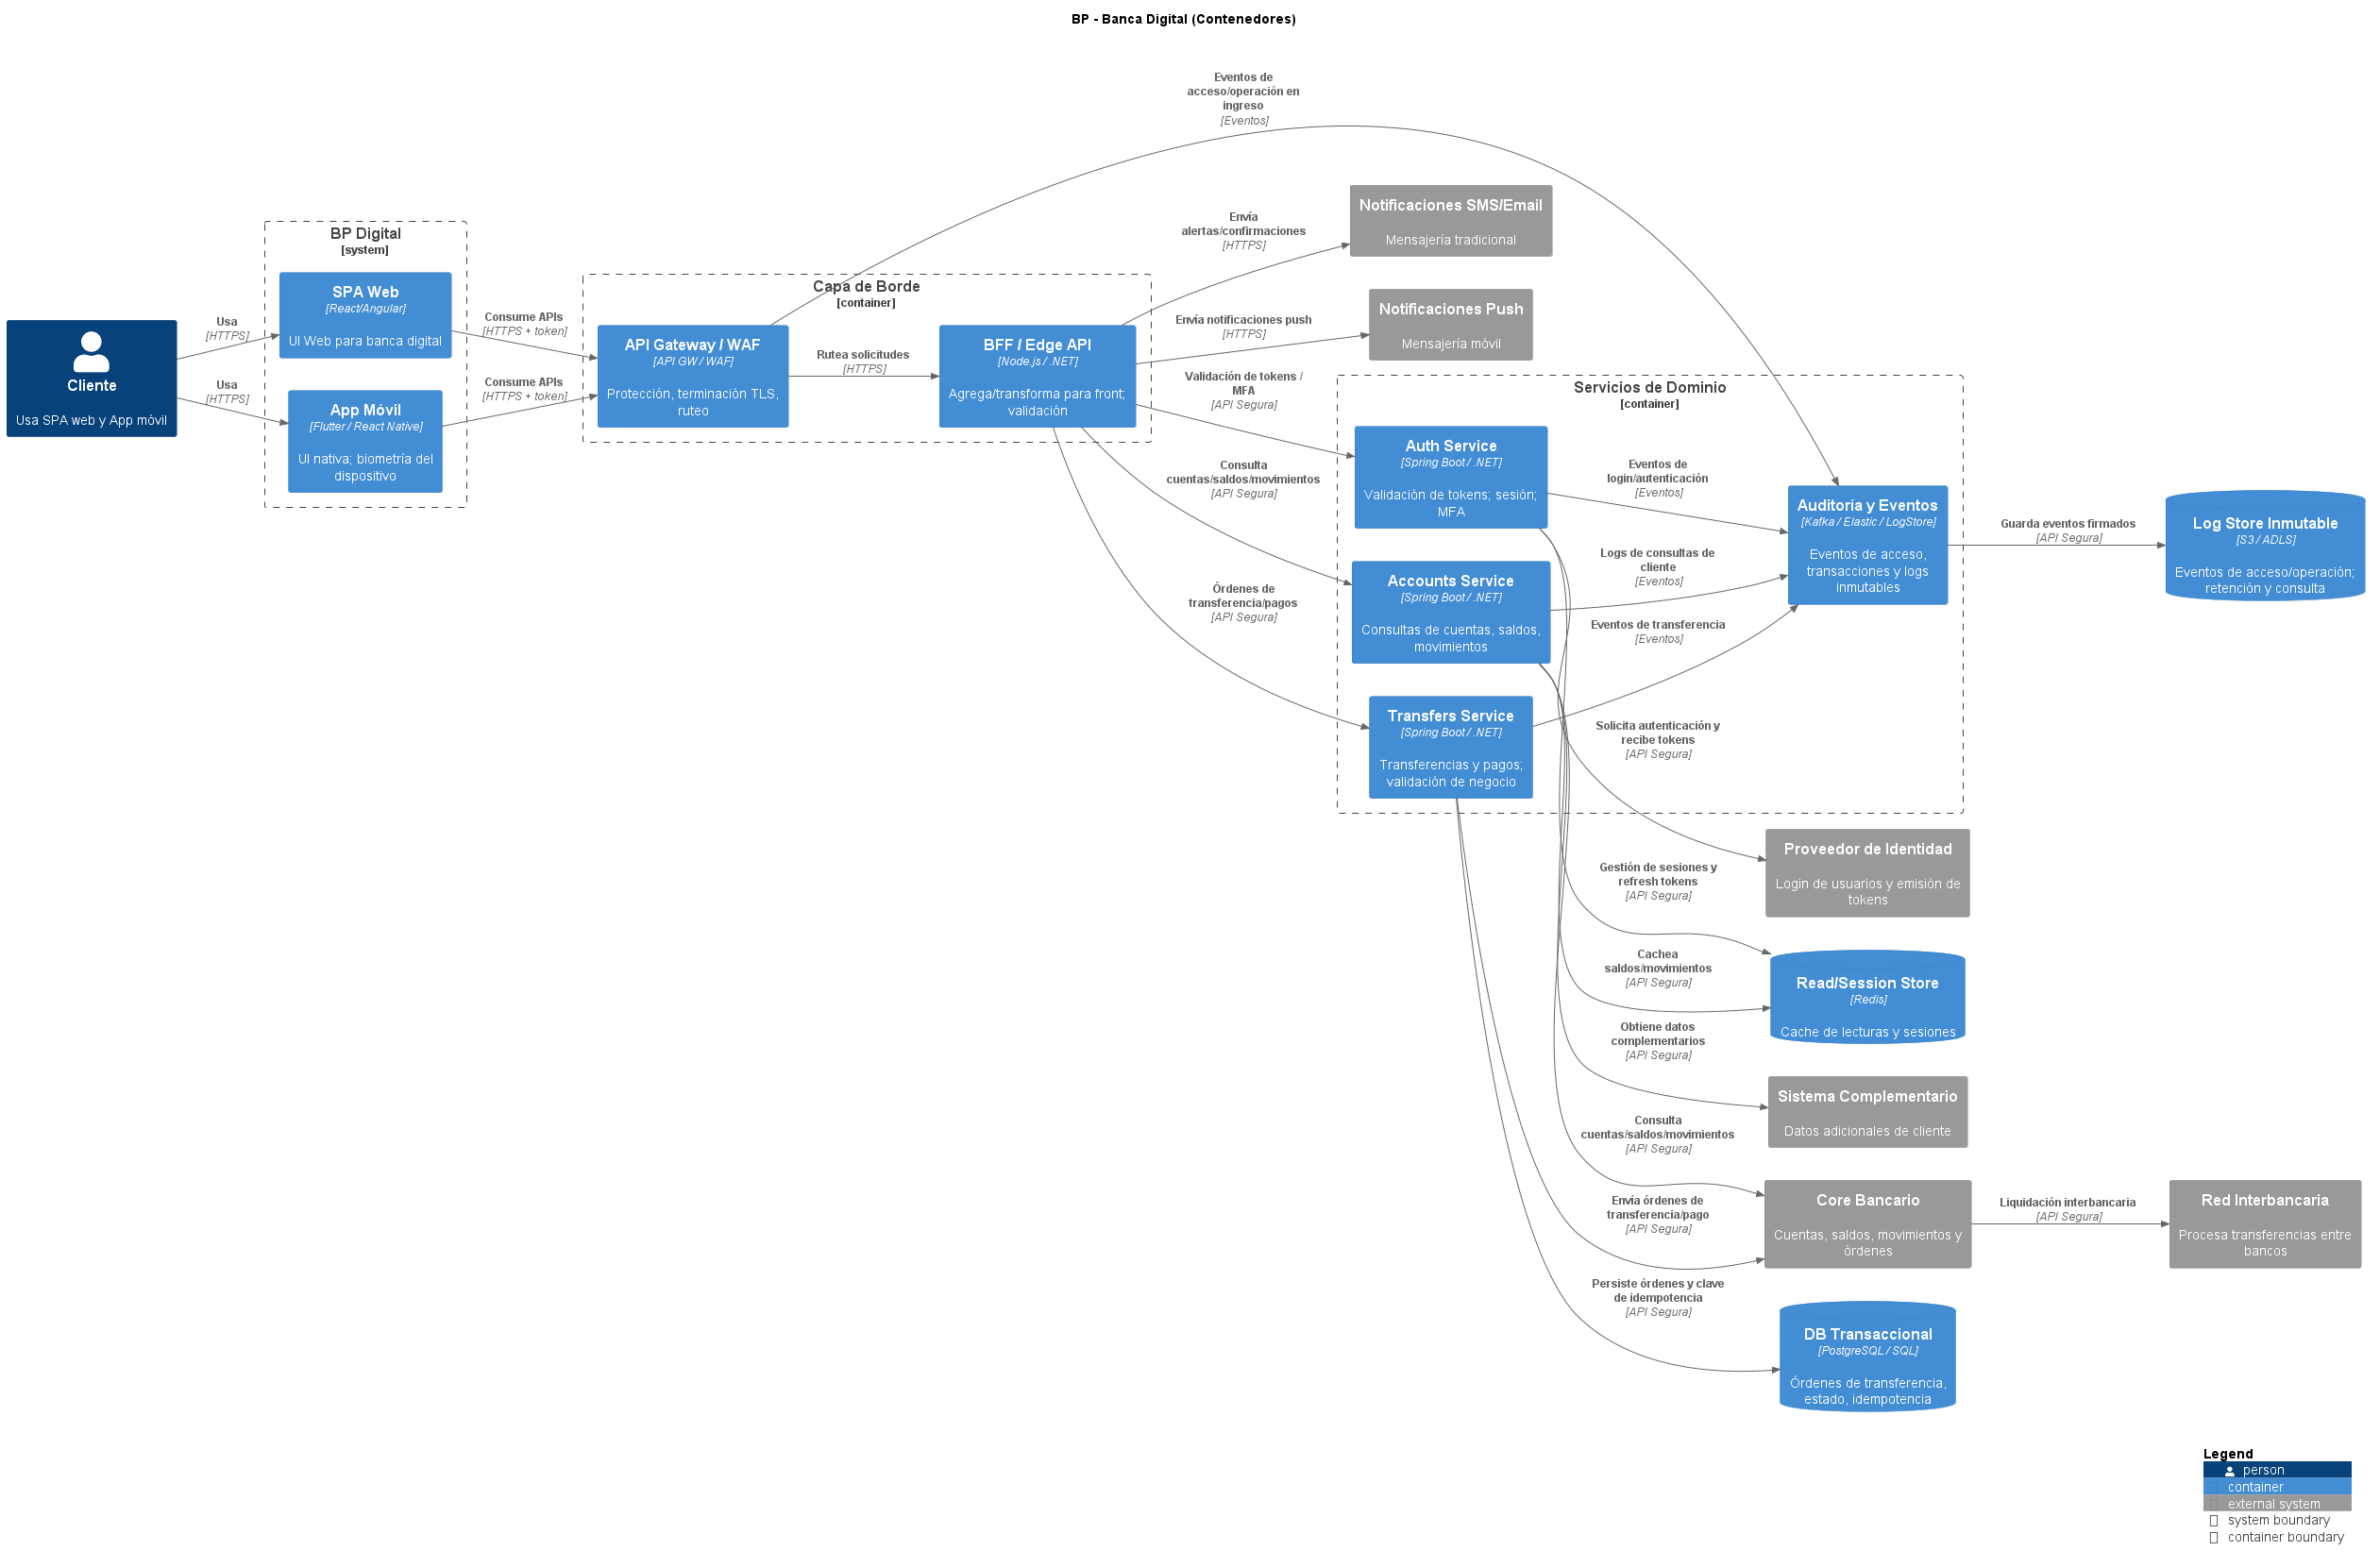 BP - Banca Digital (Contenedores)
Cliente
Usa SPA web y App móvil
Usa
[HTTPS]
Usa
[HTTPS]
BP Digital
[system]
SPA Web
[React/Angular]
UI Web para banca digital
App Móvil
[Flutter / React Native]
UI nativa; biometría del
dispositivo
Consume APIs
[HTTPS + token]
Consume APIs
[HTTPS + token]
Capa de Borde
[container]
API Gateway / WAF
[API GW / WAF]
Protección, terminación TLS,
ruteo
Rutea solicitudes
[HTTPS]
BFF / Edge API
[Node.js / .NET]
Agrega/transforma para front;
validación
Eventos de
acceso/operación en
ingreso
[Eventos]
Envía
alertas/confirmaciones
[HTTPS]
Envía notificaciones push
[HTTPS]
Validación de tokens /
MFA
[API Segura]
Consulta
cuentas/saldos/movimientos
[API Segura]
Órdenes de
transferencia/pagos
[API Segura]
Notificaciones SMS/Email
Mensajería tradicional
Notificaciones Push
Mensajería móvil
Servicios de Dominio
[container]
Auth Service
[Spring Boot / .NET]
Validación de tokens; sesión;
MFA
Accounts Service
[Spring Boot / .NET]
Consultas de cuentas, saldos,
movimientos
Transfers Service
[Spring Boot / .NET]
Transferencias y pagos;
validación de negocio
Eventos de
login/autenticación
[Eventos]
Logs de consultas de
cliente
[Eventos]
Eventos de transferencia
[Eventos]
Auditoría y Eventos
[Kafka / Elastic / LogStore]
Eventos de acceso,
transacciones y logs
inmutables
Guarda eventos firmados
[API Segura]
Log Store Inmutable
[S3 / ADLS]
Eventos de acceso/operación;
retención y consulta
Solicita autenticación y
recibe tokens
[API Segura]
Proveedor de Identidad
Login de usuarios y emisión de
tokens
Gestión de sesiones y
refresh tokens
[API Segura]
Cachea
saldos/movimientos
[API Segura]
Read/Session Store
[Redis]
Cache de lecturas y sesiones
Obtiene datos
complementarios
[API Segura]
Sistema Complementario
Datos adicionales de cliente
Consulta
cuentas/saldos/movimientos
[API Segura]
Envía órdenes de
transferencia/pago
[API Segura]
Core Bancario
Cuentas, saldos, movimientos y
órdenes
Liquidación interbancaria
[API Segura]
Red Interbancaria
Procesa transferencias entre
bancos
Persiste órdenes y clave
de idempotencia
[API Segura]
DB Transaccional
[PostgreSQL / SQL]
Órdenes de transferencia,
estado, idempotencia
Legend
person
container
external system
system boundary
container boundary